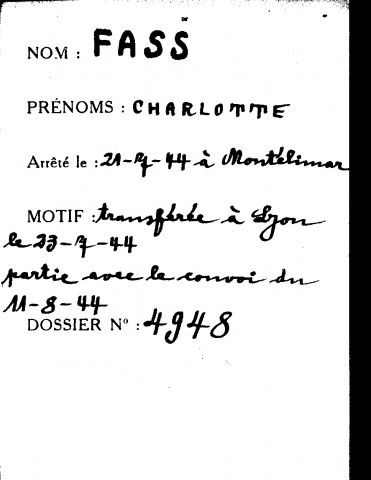 NOM : FASS
PRÉNOMS : CHARLOTTE
Arrêté le : 21-7-44 à Montélimar
MOTIF : transférée à Lyon
le 23-7-44
partie avec le convoi du
11-8-44
DOSSIER N° : 4948